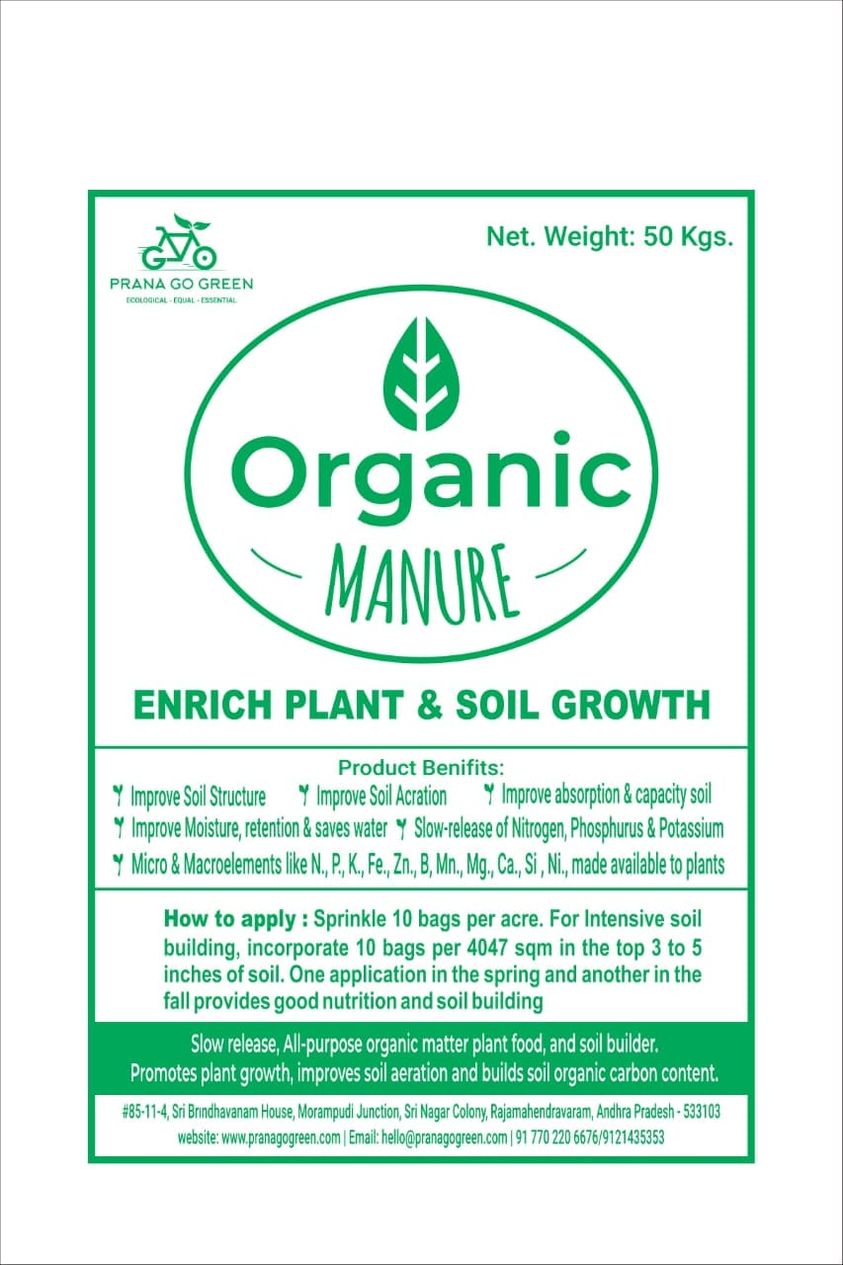 GO
PRANA GO GREEN
ECOLOGICAL - EQUAL - ESSENTIAL
Net. Weight: 50 Kgs.
Organic
MANURE
ENRICH PLANT & SOIL GROWTH
Product Benifits:
Improve Soil Structure Improve Soil Acration Improve absorption & capacity soil
Improve Moisture, retention & saves water Slow-release of Nitrogen, Phosphurus & Potassium
Micro & Macroelements like N., P., K., Fe., Zn., B, Mn., Mg., Ca., Si , Ni., made available to plants
How to apply : Sprinkle 10 bags per acre. For Intensive soil
building, incorporate 10 bags per 4047 sqm in the top 3 to 5
inches of soil. One application in the spring and another in the
fall provides good nutrition and soil building
Slow release, All-purpose organic matter plant food, and soil builder.
Promotes plant growth, improves soil aeration and builds soil organic carbon content.
#85-11-4, Sri Brindhavanam House, Morampudi Junction, Sri Nagar Colony, Rajamahendravaram, Andhra Pradesh - 533103
website: www.pranagogreen.com | Email: hello@pranagogreen.com | 91 770 220 6676/9121435353